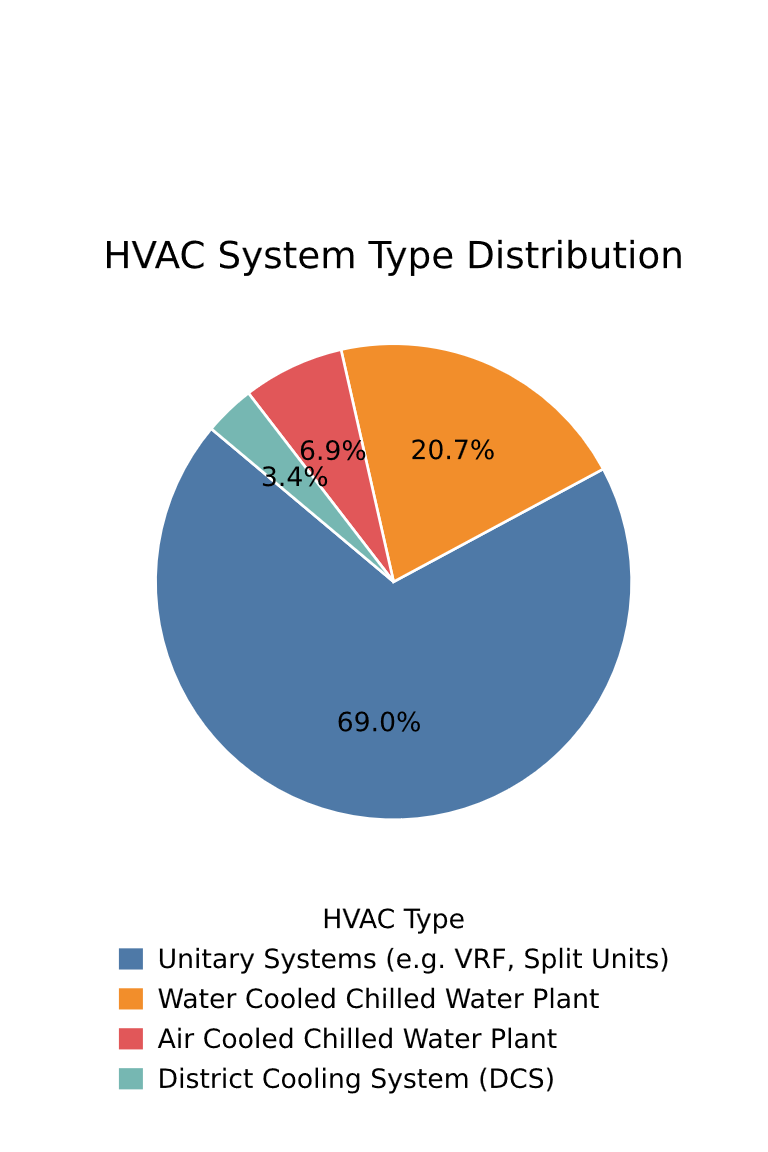 HVAC System Type Distribution
20.7%
6.9%
3.4%
69.0%
HVAC Type
Unitary Systems (e.g. VRF, Split Units)
Water Cooled Chilled Water Plant
Air Cooled Chilled Water Plant
District Cooling System (DCS)